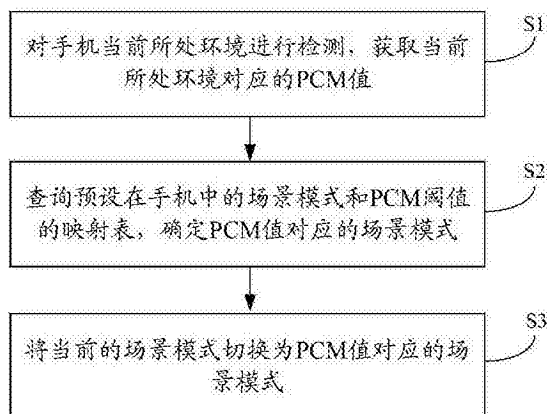 对手机当前所处环境进行检测，获取当前
所处环境对应的PCM值
S1
查询预设在手机中的场景模式和PCM阈值
的映射表，确定PCM值对应的场景模式
S2
将当前的场景模式切换为PCM值对应的场
景模式
S3